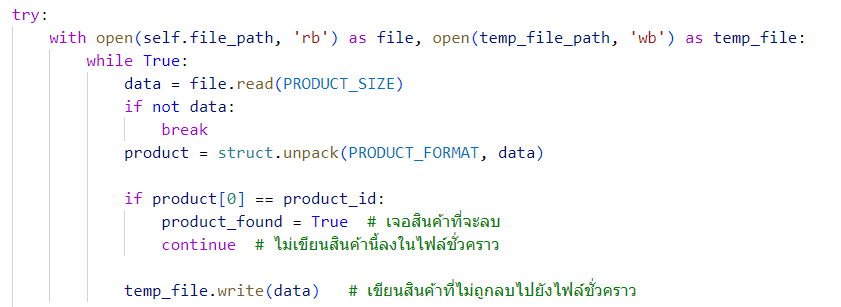 try:
    with open(self.file_path, 'rb') as file, open(temp_file_path, 'wb') as temp_file:
        while True:
            data = file.read(PRODUCT_SIZE)
            if not data:
                break
            product = struct.unpack(PRODUCT_FORMAT, data)

            if product[0] == product_id:
                product_found = True  # เจอสินค้าที่จะลบ
                continue  # ไม่เขียนสินค้านี้ลงในไฟล์ชั่วคราว

            temp_file.write(data)   # เขียนสินค้าที่ไม่ถูกลบไปยังไฟล์ชั่วคราว